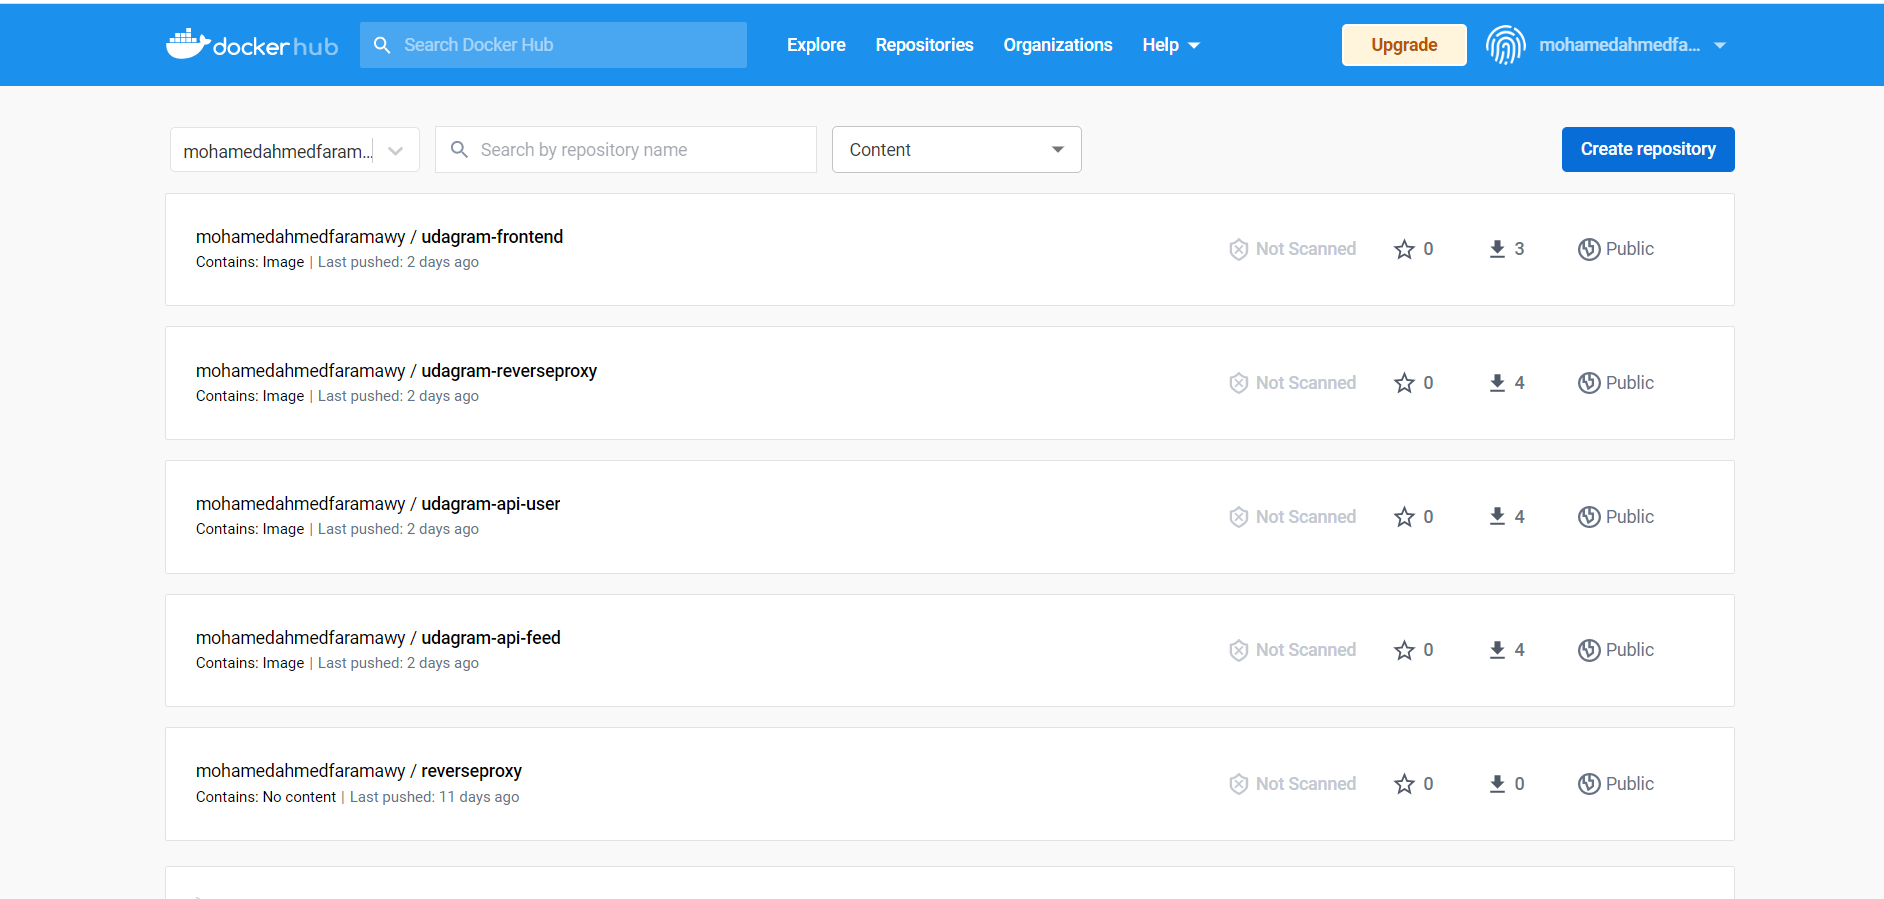 dockerhub Search Docker Hub Explore Repositories Organizations Help Upgrade mohamedahmedfa...
mohamedahmedfaram... Search by repository name Content Create repository
mohamedahmedfaramawy / udagram-frontend
Contains: Image | Last pushed: 2 days ago
Not Scanned 0 3 Public
mohamedahmedfaramawy / udagram-reverseproxy
Contains: Image | Last pushed: 2 days ago
Not Scanned 0 4 Public
mohamedahmedfaramawy / udagram-api-user
Contains: Image | Last pushed: 2 days ago
Not Scanned 0 4 Public
mohamedahmedfaramawy / udagram-api-feed
Contains: Image | Last pushed: 2 days ago
Not Scanned 0 4 Public
mohamedahmedfaramawy / reverseproxy
Contains: No content | Last pushed: 11 days ago
Not Scanned 0 0 Public